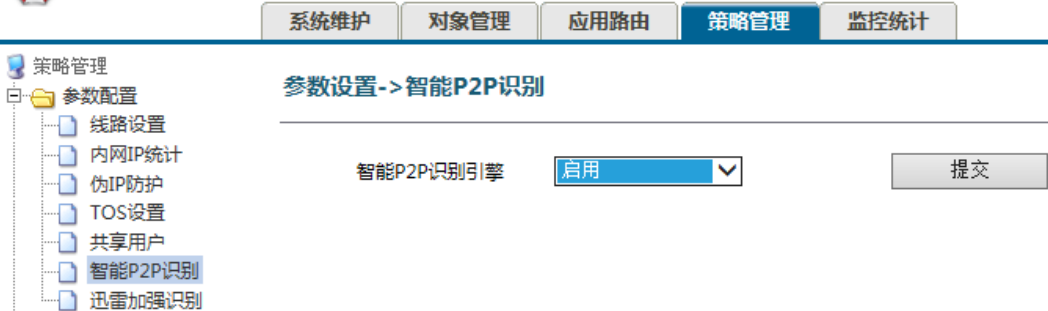 系统维护 对象管理 应用路由 策略管理 监控统计
策略管理
参数配置
线路设置
内网IP统计
伪IP防护
TOS设置
共享用户
智能P2P识别
迅雷加强识别
参数设置->智能P2P识别
智能P2P识别引擎 启用 提交